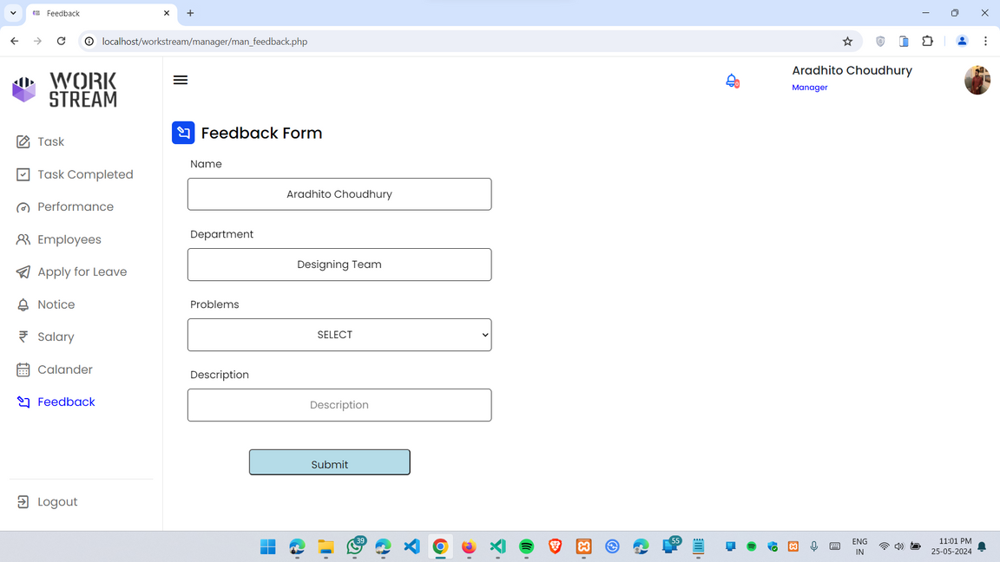 Feedback
localhost/workstream/manager/man_feedback.php
WORK
STREAM
Aradhito Choudhury
Manager
Task
Task Completed
Performance
Employees
Apply for Leave
Notice
Salary
Calander
Feedback
Logout
Feedback Form
Name
Aradhito Choudhury
Department
Designing Team
Problems
SELECT
Description
Description
Submit
39
55
ENG
IN
11:01 PM
25-05-2024